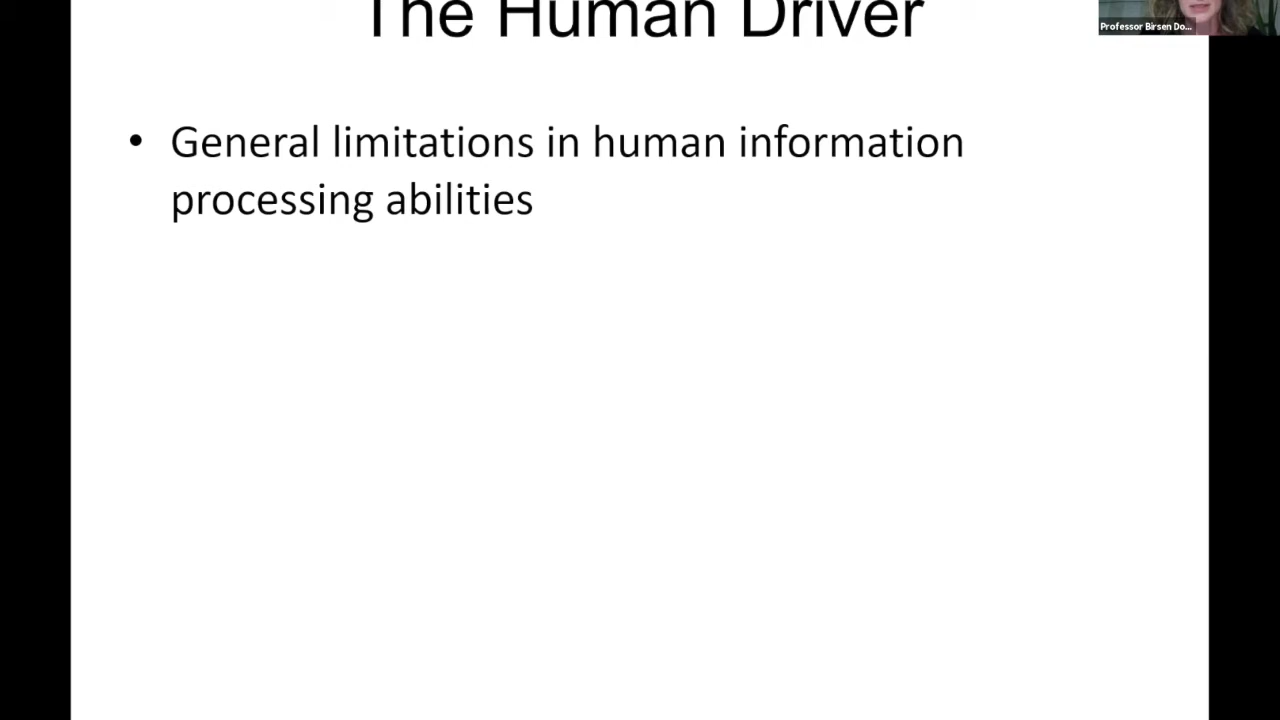 The Human Driver
Professor Birsen Do...
• General limitations in human information
processing abilities